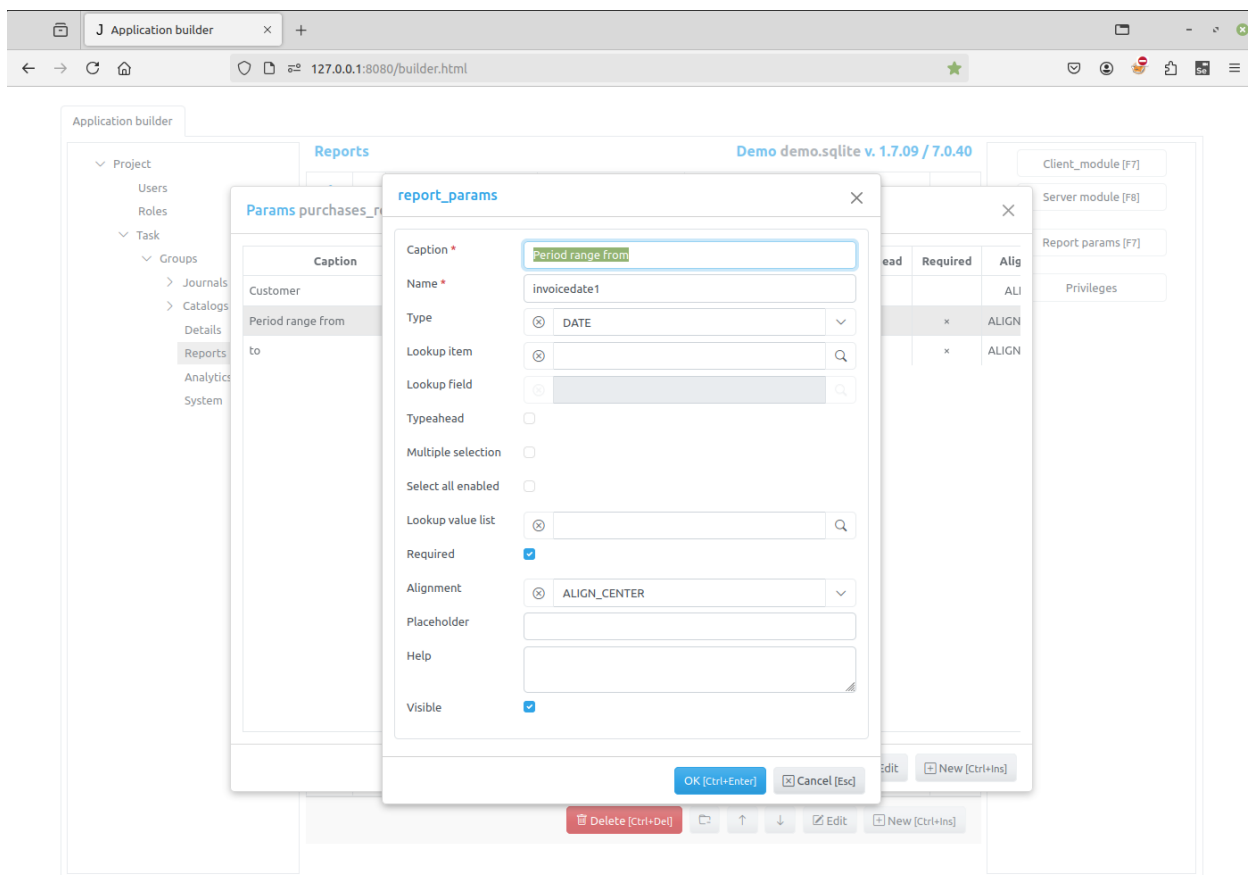 J Application builder
127.0.0.1:8080/builder.html
Application builder
Project
Users
Roles
Task
Groups
Journals
Catalogs
Details
Reports
Analytics
System
Reports
Demo demo.sqlite v. 1.7.09 / 7.0.40
Client_module [F7]
Server module [F8]
Report params [F7]
Privileges
Params purchases_re
Caption
ead Required Alig
Customer ALI
Period range from × ALIGN
to × ALIGN
Edit New [Ctrl+Ins]
report_params
Caption *
Period range from
Name *
invoicedate1
Type
DATE
Lookup item
Lookup field
Typeahead
Multiple selection
Select all enabled
Lookup value list
Required
Alignment
ALIGN_CENTER
Placeholder
Help
Visible
OK [Ctrl+Enter]
Cancel [Esc]
Delete [Ctrl+Del]
Edit
New [Ctrl+Ins]